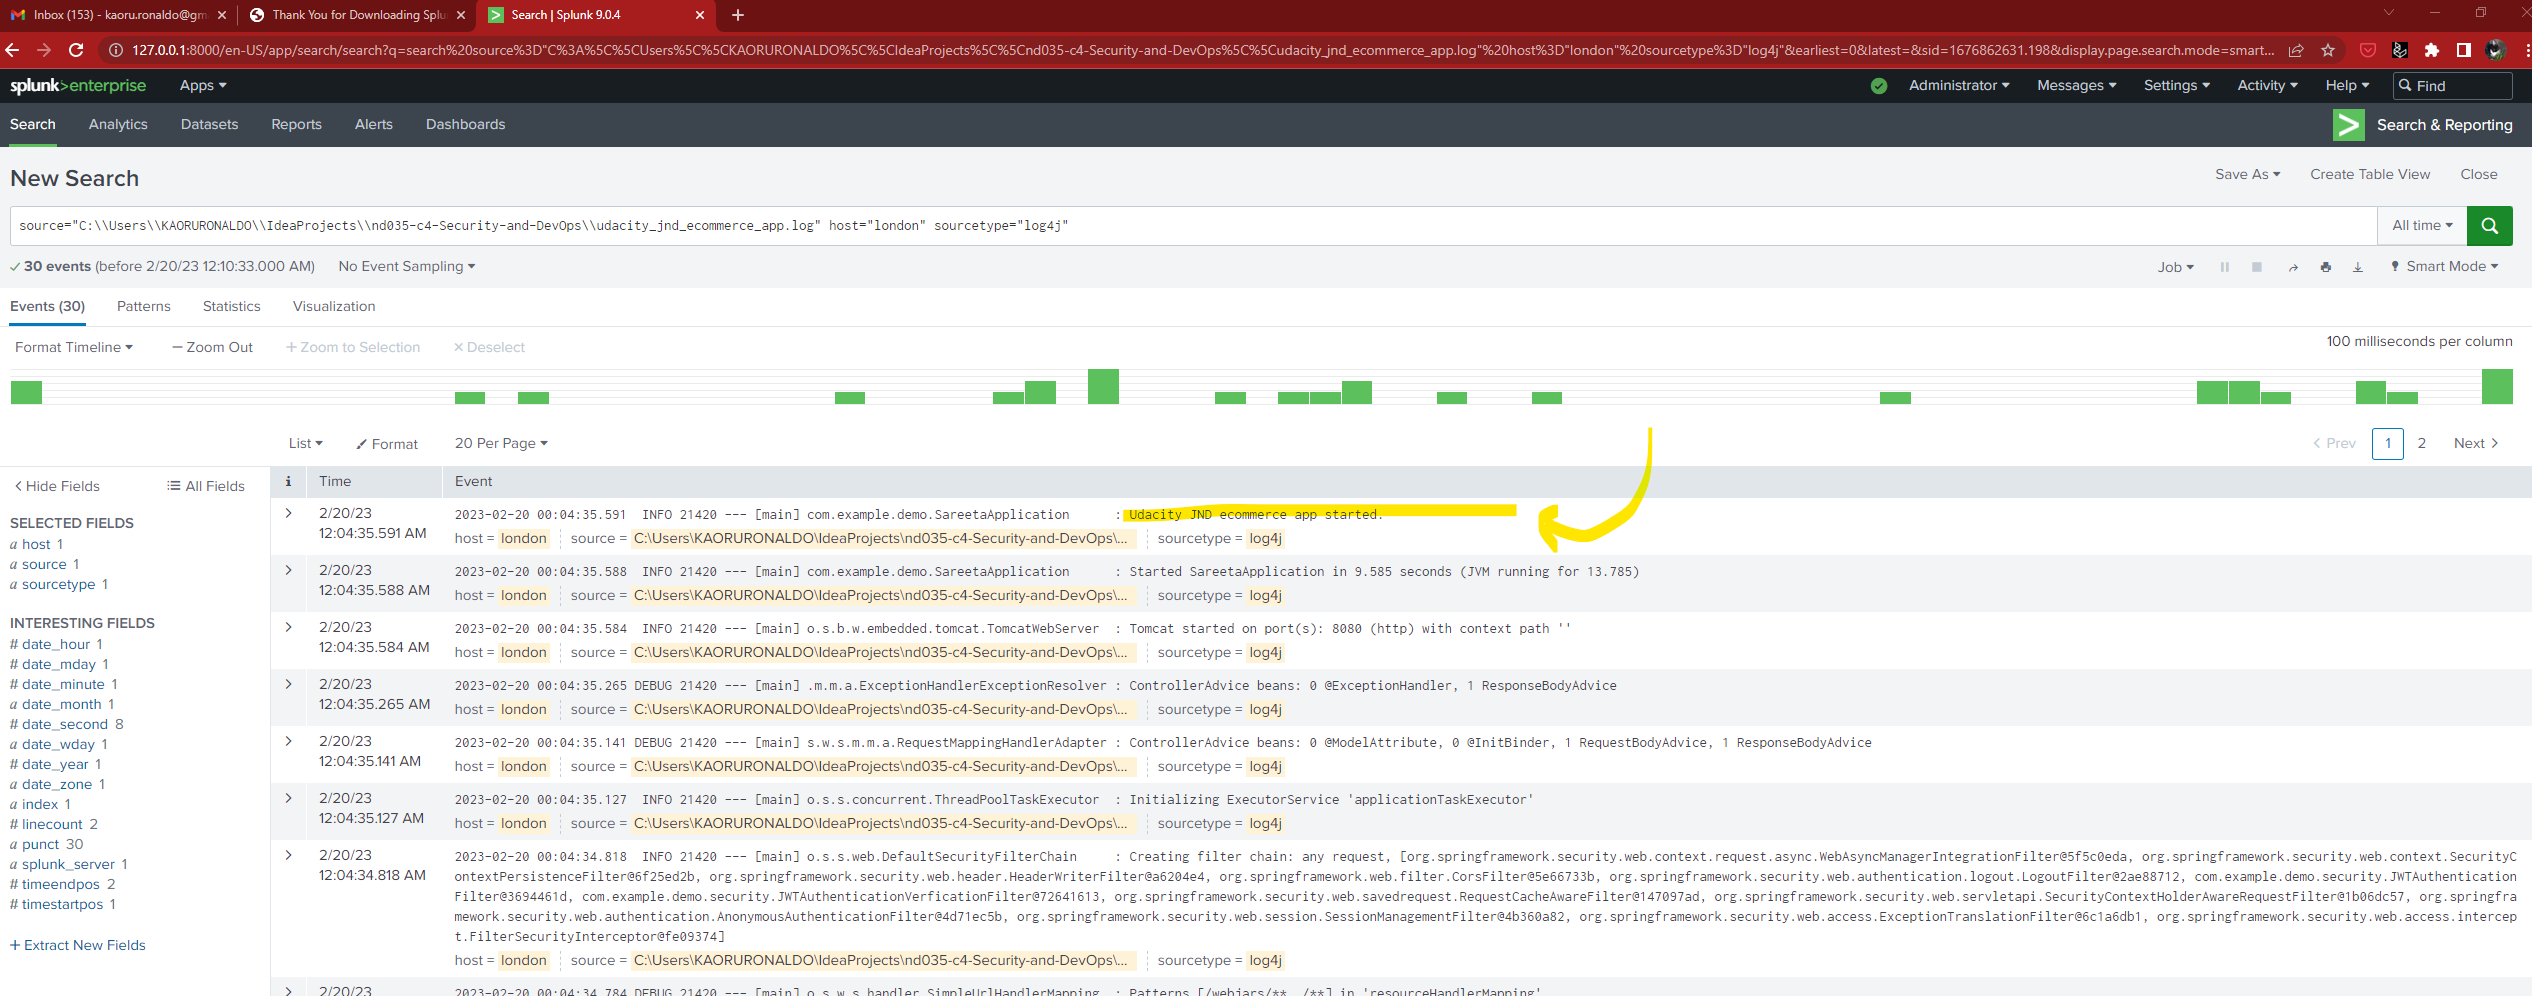 Inbox (153) - kaoru.ronaldo@gm
Thank You for Downloading Splu
Search | Splunk 9.0.4
127.0.0.1:8000/en-US/app/search/search?q=search%20source%3D"C%3A%5C%5CUsers%5C%5CKAORURONALDO%5C%5CIdeaProjects%5C%5Cnd035-c4-Security-and-DevOps%5C%5Cudacity_jnd_ecommerce_app.log"%20host%3D"london"%20sourcetype%3D"log4j"&earliest=0&latest=&sid=1676862631.198&display.page.search.mode=smart...
splunk>enterprise Apps Administrator Messages Settings Activity Help Find
Search Analytics Datasets Reports Alerts Dashboards Search & Reporting
New Search Save As Create Table View Close
source="C:\\Users\\KAORURONALDO\\IdeaProjects\\nd035-c4-Security-and-DevOps\\udacity_jnd_ecommerce_app.log" host="london" sourcetype="log4j" All time
30 events (before 2/20/23 12:10:33.000 AM) No Event Sampling Job Smart Mode
Events (30) Patterns Statistics Visualization
Format Timeline – Zoom Out + Zoom to Selection × Deselect 100 milliseconds per column
List Format 20 Per Page < Prev 1 2 Next >
< Hide Fields All Fields
SELECTED FIELDS
a host 1
a source 1
a sourcetype 1
INTERESTING FIELDS
# date_hour 1
# date_mday 1
# date_minute 1
a date_month 1
# date_second 8
a date_wday 1
# date_year 1
a date_zone 1
a index 1
# linecount 2
a punct 30
a splunk_server 1
# timeendpos 2
# timestartpos 1
+ Extract New Fields
i Time Event
2/20/23
12:04:35.591 AM
2023-02-20 00:04:35.591 INFO 21420 --- [main] com.example.demo.SareetaApplication : Udacity JND ecommerce app started.
host = london source = C:\Users\KAORURONALDO\IdeaProjects\nd035-c4-Security-and-DevOps\... sourcetype = log4j
2/20/23
12:04:35.588 AM
2023-02-20 00:04:35.588 INFO 21420 --- [main] com.example.demo.SareetaApplication : Started SareetaApplication in 9.585 seconds (JVM running for 13.785)
host = london source = C:\Users\KAORURONALDO\IdeaProjects\nd035-c4-Security-and-DevOps\... sourcetype = log4j
2/20/23
12:04:35.584 AM
2023-02-20 00:04:35.584 INFO 21420 --- [main] o.s.b.w.embedded.tomcat.TomcatWebServer : Tomcat started on port(s): 8080 (http) with context path ''
host = london source = C:\Users\KAORURONALDO\IdeaProjects\nd035-c4-Security-and-DevOps\... sourcetype = log4j
2/20/23
12:04:35.265 AM
2023-02-20 00:04:35.265 DEBUG 21420 --- [main] .m.m.a.ExceptionHandlerExceptionResolver : ControllerAdvice beans: 0 @ExceptionHandler, 1 ResponseBodyAdvice
host = london source = C:\Users\KAORURONALDO\IdeaProjects\nd035-c4-Security-and-DevOps\... sourcetype = log4j
2/20/23
12:04:35.141 AM
2023-02-20 00:04:35.141 DEBUG 21420 --- [main] s.w.s.m.m.a.RequestMappingHandlerAdapter : ControllerAdvice beans: 0 @ModelAttribute, 0 @InitBinder, 1 RequestBodyAdvice, 1 ResponseBodyAdvice
host = london source = C:\Users\KAORURONALDO\IdeaProjects\nd035-c4-Security-and-DevOps\... sourcetype = log4j
2/20/23
12:04:35.127 AM
2023-02-20 00:04:35.127 INFO 21420 --- [main] o.s.s.concurrent.ThreadPoolTaskExecutor : Initializing ExecutorService 'applicationTaskExecutor'
host = london source = C:\Users\KAORURONALDO\IdeaProjects\nd035-c4-Security-and-DevOps\... sourcetype = log4j
2/20/23
12:04:34.818 AM
2023-02-20 00:04:34.818 INFO 21420 --- [main] o.s.s.web.DefaultSecurityFilterChain : Creating filter chain: any request, [org.springframework.security.web.context.request.async.WebAsyncManagerIntegrationFilter@5f5c0eda, org.springframework.security.web.context.SecurityC
ontextPersistenceFilter@6f25ed2b, org.springframework.security.web.header.HeaderWriterFilter@a6204e4, org.springframework.web.filter.CorsFilter@5e66733b, org.springframework.security.web.authentication.logout.LogoutFilter@2ae88712, com.example.demo.security.JWTAuthentication
Filter@3694461d, com.example.demo.security.JWTAuthenticationVerficationFilter@72641613, org.springframework.security.web.savedrequest.RequestCacheAwareFilter@147097ad, org.springframework.security.web.servletapi.SecurityContextHolderAwareRequestFilter@1b06dc57, org.springfra
mework.security.web.authentication.AnonymousAuthenticationFilter@4d71ec5b, org.springframework.security.web.session.SessionManagementFilter@4b360a82, org.springframework.security.web.access.ExceptionTranslationFilter@6c1a6db1, org.springframework.security.web.access.intercep
t.FilterSecurityInterceptor@fe09374]
host = london source = C:\Users\KAORURONALDO\IdeaProjects\nd035-c4-Security-and-DevOps\... sourcetype = log4j
2/20/23
2023-02-20 00:04:34.784 DEBUG 21420 --- [main] o.s.w.s.handler.SimpleUrlHandlerMapping : Patterns [/webjars/**, /**] in 'resourceHandlerMapping'